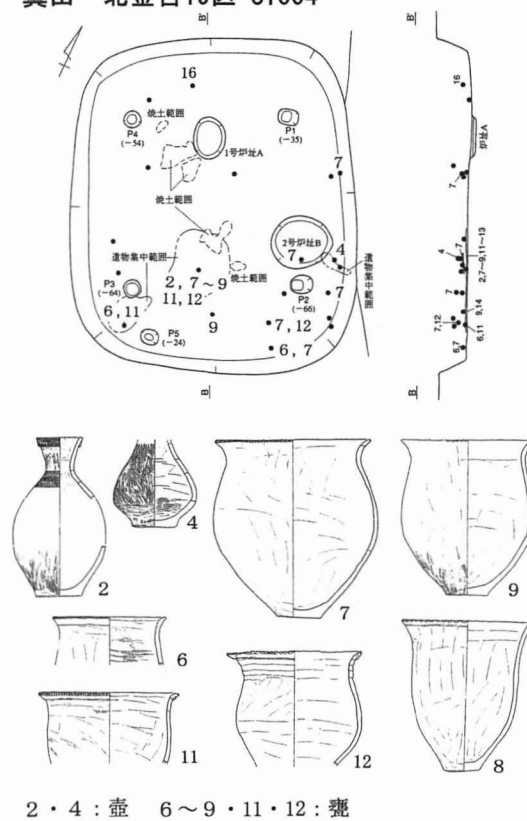 B'
16
焼土範囲
P4
(-54)
P1
(-35)
1号炉址A
7
焼土範囲
2号炉址B
7
4
遺物集中範囲
遺物集中範囲
焼土範囲
P3
(-64)
2, 7~9
11, 12
P2
(-66)
7
6, 11
9
7, 12
P5
(-24)
6, 7
B
B'
16
炉址A
7
4
7
2,7~9,11~13
7
9,14
7,12
6,11
6,7
B
2
4
7
9
6
11
12
8
2・4:壺 6~9・11・12:甕